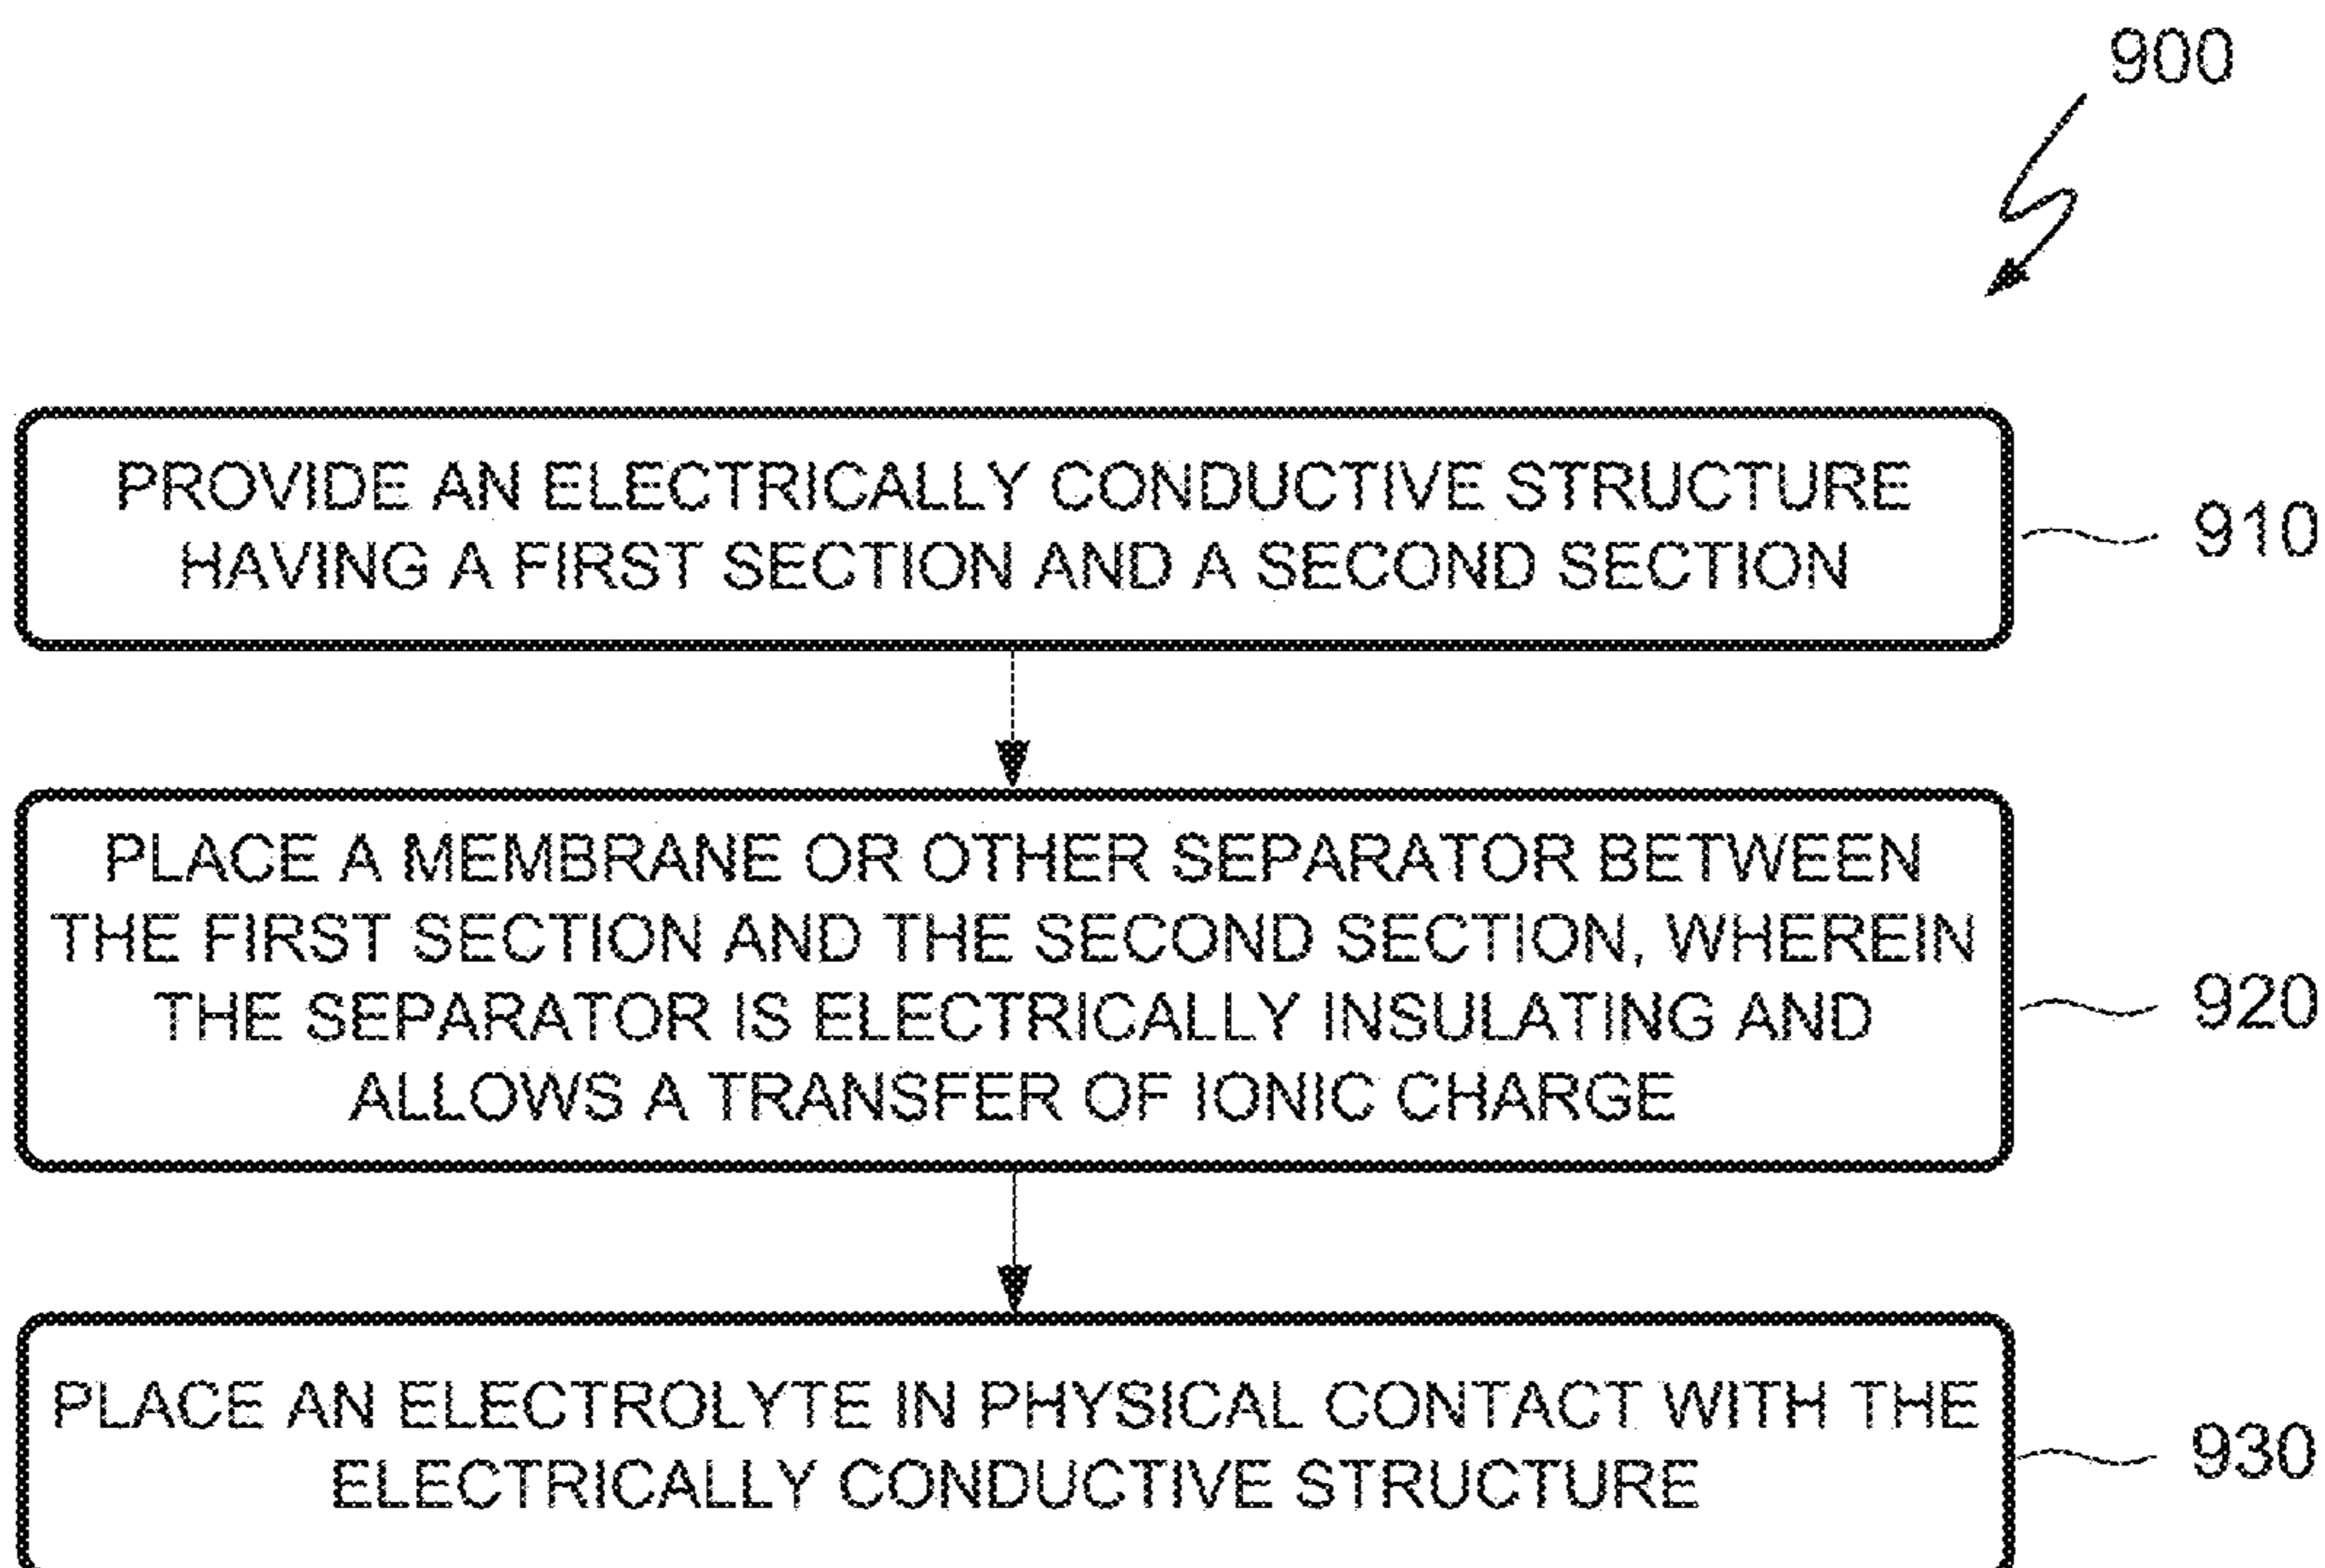 900
PROVIDE AN ELECTRICALLY CONDUCTIVE STRUCTURE
HAVING A FIRST SECTION AND A SECOND SECTION
910
PLACE A MEMBRANE OR OTHER SEPARATOR BETWEEN
THE FIRST SECTION AND THE SECOND SECTION, WHEREIN
THE SEPARATOR IS ELECTRICALLY INSULATING AND
ALLOWS A TRANSFER OF IONIC CHARGE
920
PLACE AN ELECTROLYTE IN PHYSICAL CONTACT WITH THE
ELECTRICALLY CONDUCTIVE STRUCTURE
930